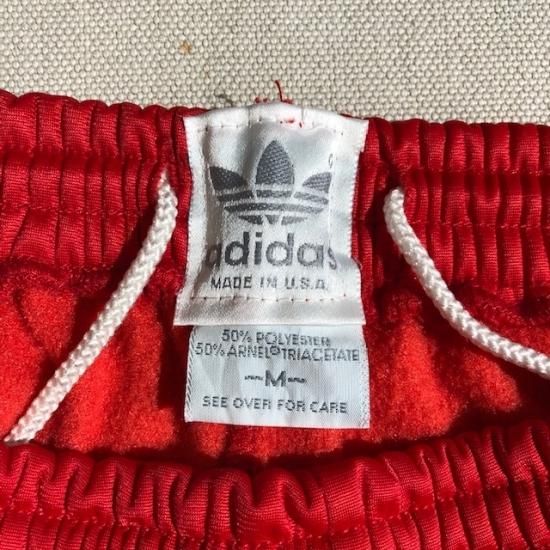 adidas
MADE IN U.S.A.
50% POLYESTER
50% ARNEL® TRIACETATE
~M~
SEE OVER FOR CARE